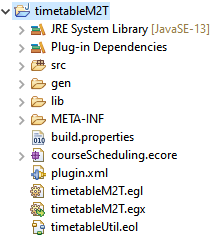 timetableM2T
JRE System Library [JavaSE-13]
Plug-in Dependencies
src
gen
lib
META-INF
build.properties
courseScheduling.ecore
plugin.xml
timetableM2T.egl
timetableM2T.egx
timetableUtil.eol